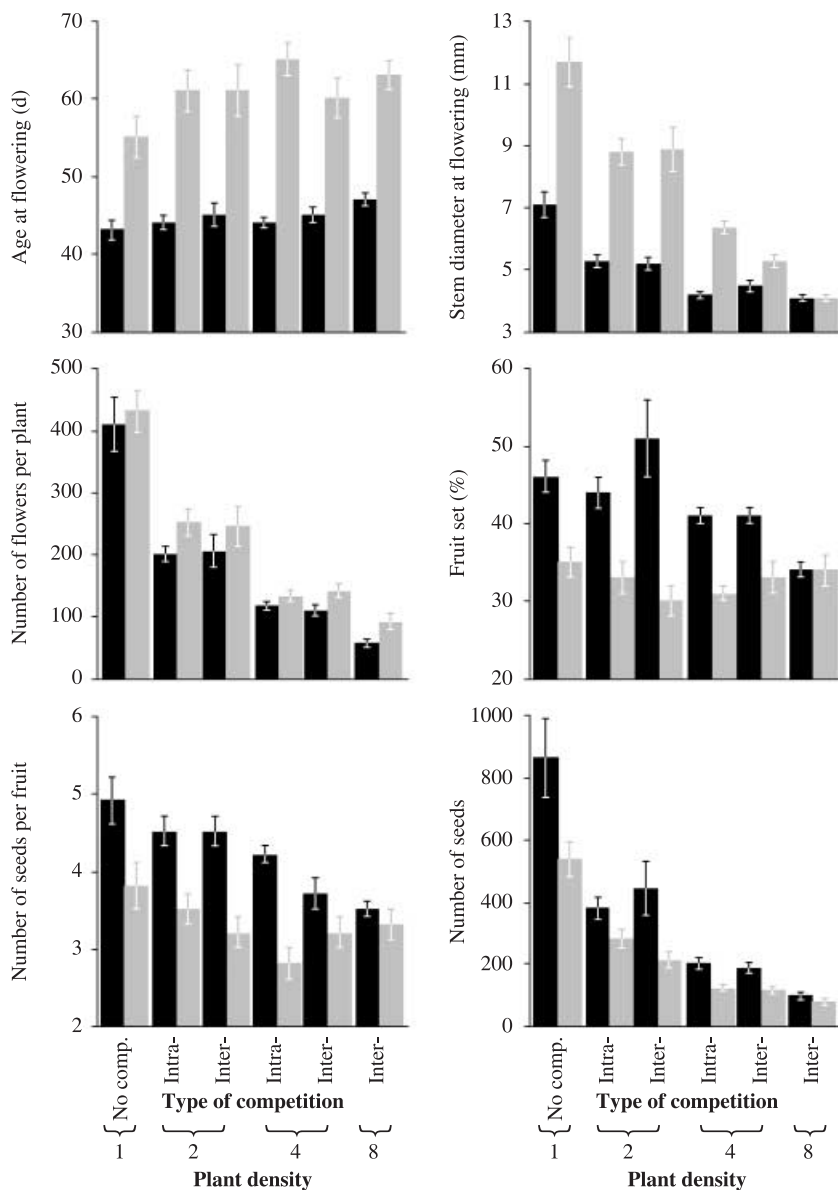 Age at flowering (d)
70
60
50
40
30
Stem diameter at flowering (mm)
13
11
9
7
5
3
Number of flowers per plant
500
400
300
200
100
0
Fruit set (%)
60
50
40
30
20
Number of seeds per fruit
6
5
4
3
2
Number of seeds
1000
800
600
400
200
0
No comp.
Intra-
Inter-
Intra-
Inter-
Inter-
Type of competition
1 2 4 8
Plant density
No comp.
Intra-
Inter-
Intra-
Inter-
Inter-
Type of competition
1 2 4 8
Plant density